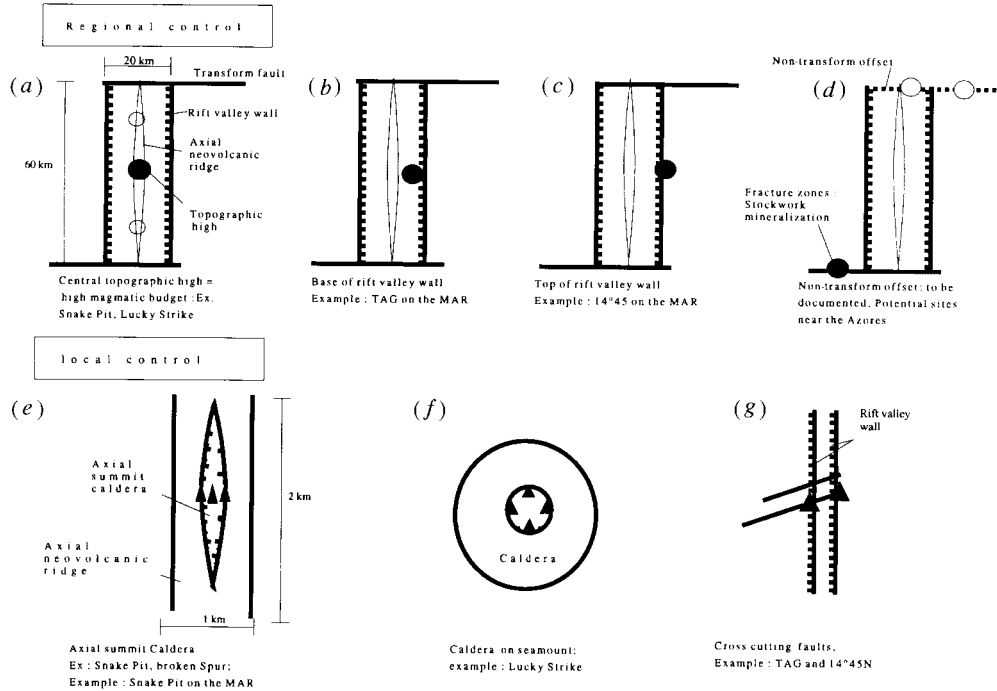 Regional control
20 km
Transform fault
(a)
Rift valley wall
Axial
neovolcanic
ridge
60 km
Topographic
high
Central topographic high =
high magmatic budget : Ex.
Snake Pit, Lucky Strike
(b)
Base of rift valley wall
Example : TAG on the MAR
(c)
Top of rift valley wall
Example : 14°45 on the MAR
Non-transform offset
(d)
Fracture zones :
Stockwork
mineralization
Non-transform offset: to be
documented, Potential sites
near the Azores
local control
(e)
Axial
summit
caldera
2 km
Axial
neovolcanic
ridge
1 km
Axial summit Caldera
Ex : Snake Pit, broken Spur;
Example : Snake Pit on the MAR
(f)
Caldera
Caldera on seamount;
example : Lucky Strike
(g)
Rift valley
wall
Cross cutting faults,
Example : TAG and 14°45N